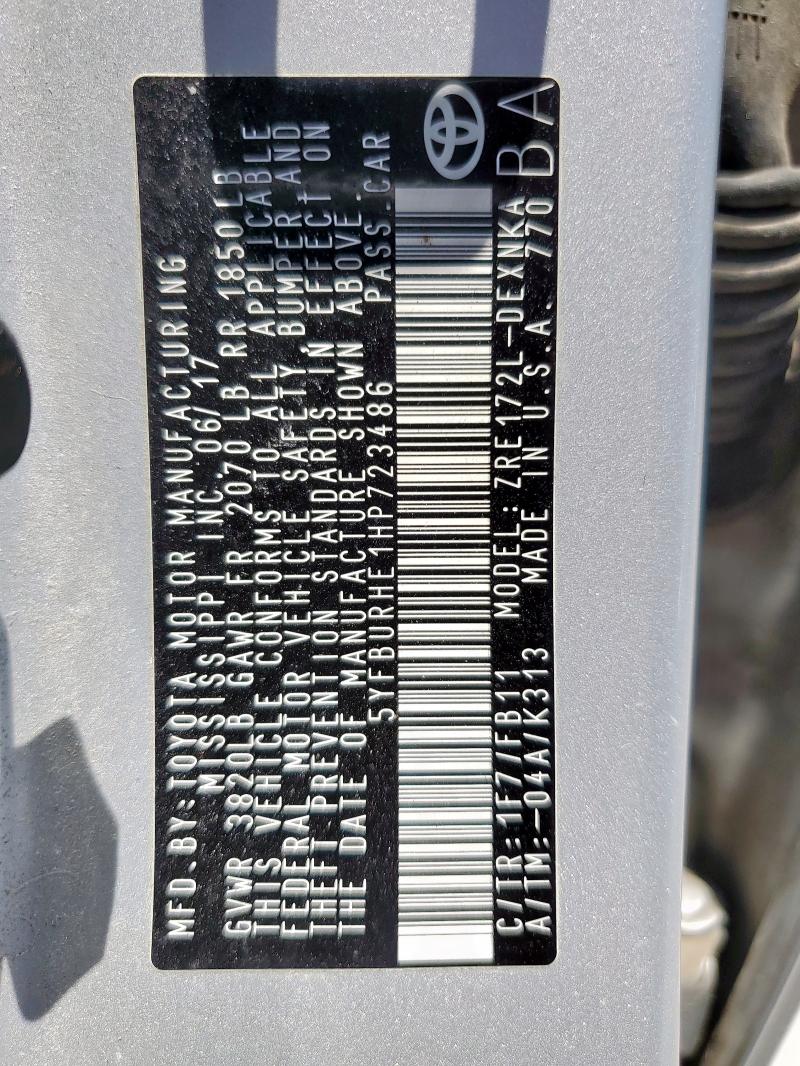 MFD.BY:TOYOTA MOTOR MANUFACTURING
MISSISSIPPI INC. 06/17
GVWR 3820LB GAWR FR 2070LB RR 1850LB
THIS VEHICLE CONFORMS TO ALL APPLICABLE
FEDERAL MOTOR VEHICLE SAFETY, BUMPER AND
THEFT PREVENTION STANDARDS IN EFFECT ON
THE DATE OF MANUFACTURE SHOWN ABOVE.
5YFBURHE1HP723486 PASS.CAR
C/TR:1F7/FB11 MODEL:ZRE172L-DEXNKA B
A/TM:-04A/K313 MADE IN U.S.A. 770 BA